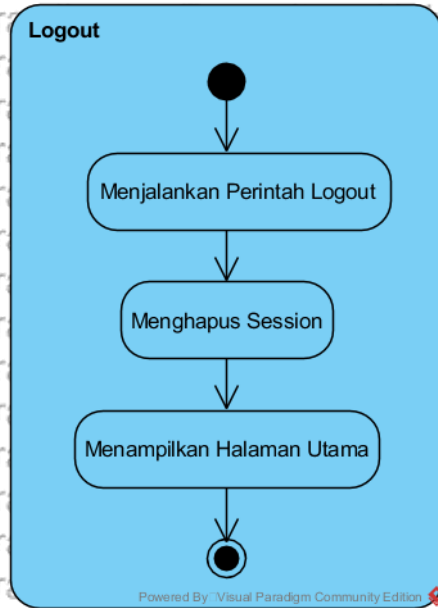 Logout
Menjalankan Perintah Logout
Menghapus Session
Menampilkan Halaman Utama
Powered By Visual Paradigm Community Edition